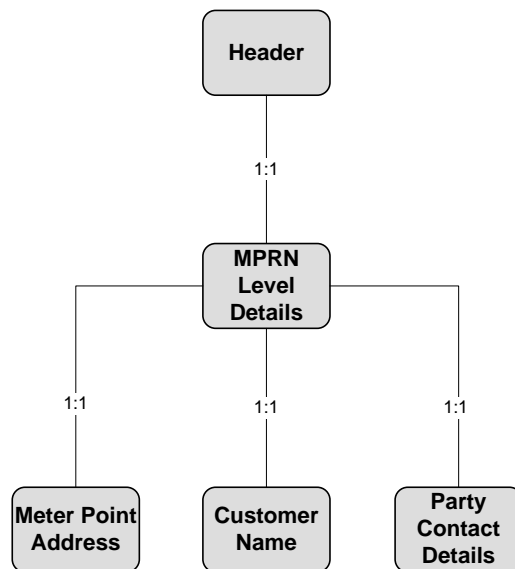 Header
1:1
MPRN
Level
Details
1:1
1:1
1:1
Meter Point
Address
Customer
Name
Party
Contact
Details